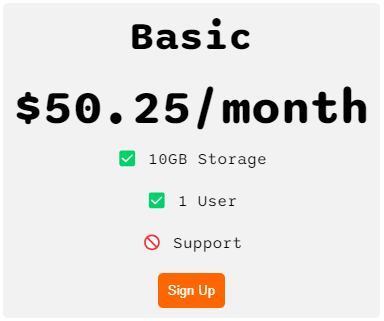 Basic
$50.25/month
10GB Storage
1 User
Support
Sign Up